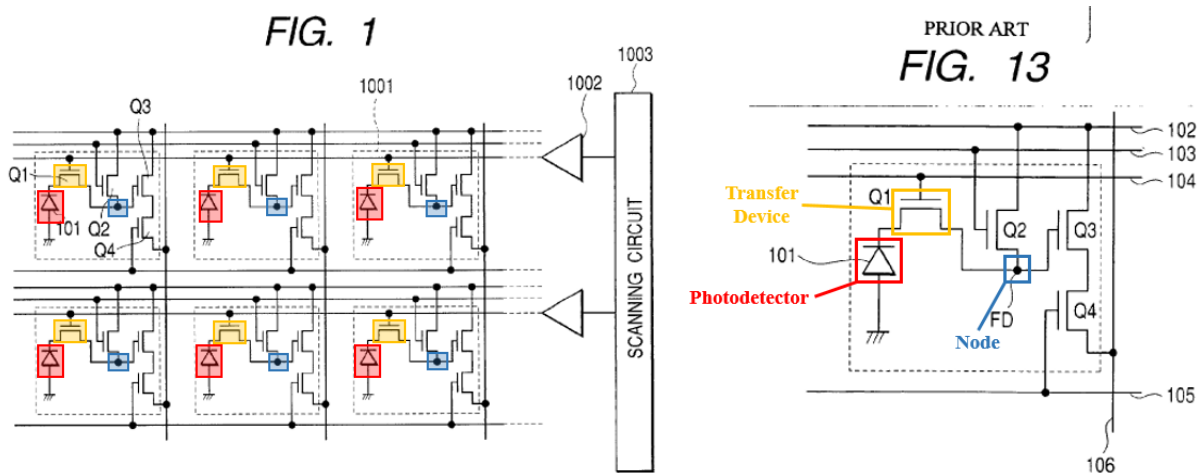 FIG. 1
1001
1002
1003
Q3
Q1
101
Q2
Q4
SCANNING CIRCUIT
PRIOR ART
FIG. 13
102
103
104
Transfer
Device
Q1
Q2
Q3
101
Photodetector
FD
Q4
Node
105
106